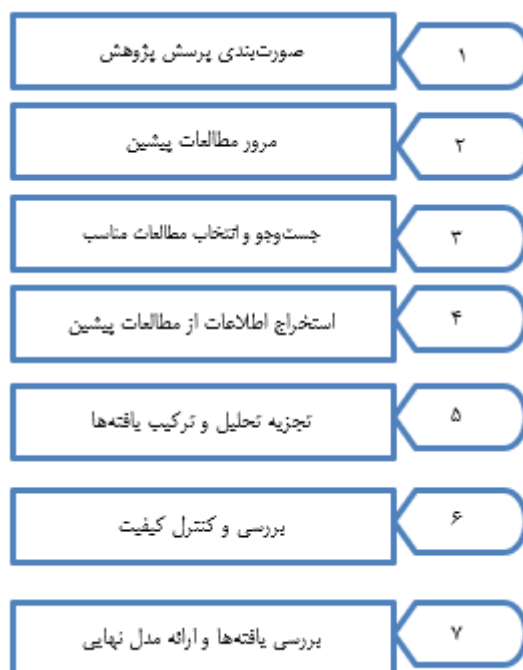 ۱
صورت‌بندی پرسش پژوهش
۲
مرور مطالعات پیشین
۳
جست‌وجو و انتخاب مطالعات مناسب
۴
استخراج اطلاعات از مطالعات پیشین
۵
تجزیه تحلیل و ترکیب یافته‌ها
۶
بررسی و کنترل کیفیت
۷
بررسی یافته‌ها و ارائه مدل نهایی